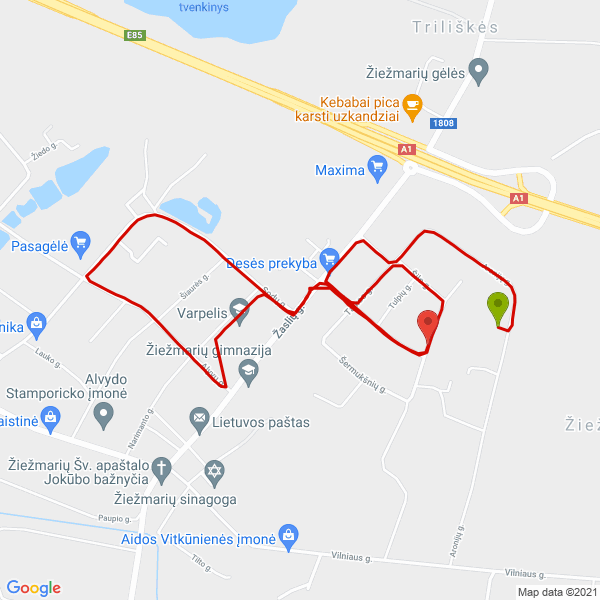 tvenkinys
E85
Triliškės
Žiežmarių gėlės
Kebabai pica
karsti uzkandziai
1808
A1
Maxima
Žiedo g.
A1
Pasagėlė
Desės prekyba
Šiaurės g.
Sodų g.
Tulpių g.
Varpelis
Žaslių g.
nika
Lauko g.
Žiežmarių gimnazija
Šermukšnių g.
Alvydo
Stamporicko įmonė
Narimanto g.
Lietuvos paštas
aistinė
Žiež
Žiežmarių Šv. apaštalo
Jokūbo bažnyčia
Žiežmarių sinagoga
Paupio g.
Aidos Vitkūnienės įmonė
Aronijų g.
Tilto g.
Vilniaus g.
Vilniaus g.
Google
Map data ©2021